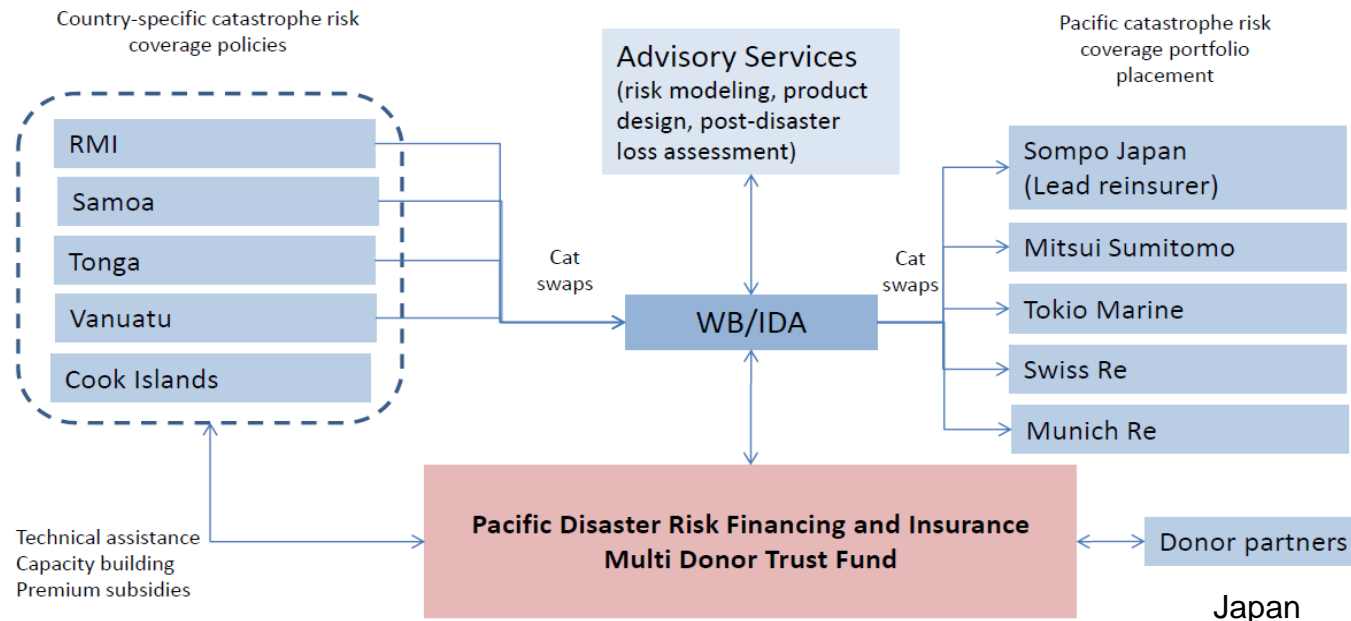 Country-specific catastrophe risk
coverage policies
RMI
Samoa
Tonga
Vanuatu
Cook Islands
Cat
swaps
Advisory Services
(risk modeling, product
design, post-disaster
loss assessment)
WB/IDA
Cat
swaps
Pacific catastrophe risk
coverage portfolio
placement
Sompo Japan
(Lead reinsurer)
Mitsui Sumitomo
Tokio Marine
Swiss Re
Munich Re
Technical assistance
Capacity building
Premium subsidies
Pacific Disaster Risk Financing and Insurance
Multi Donor Trust Fund
Donor partners
Japan